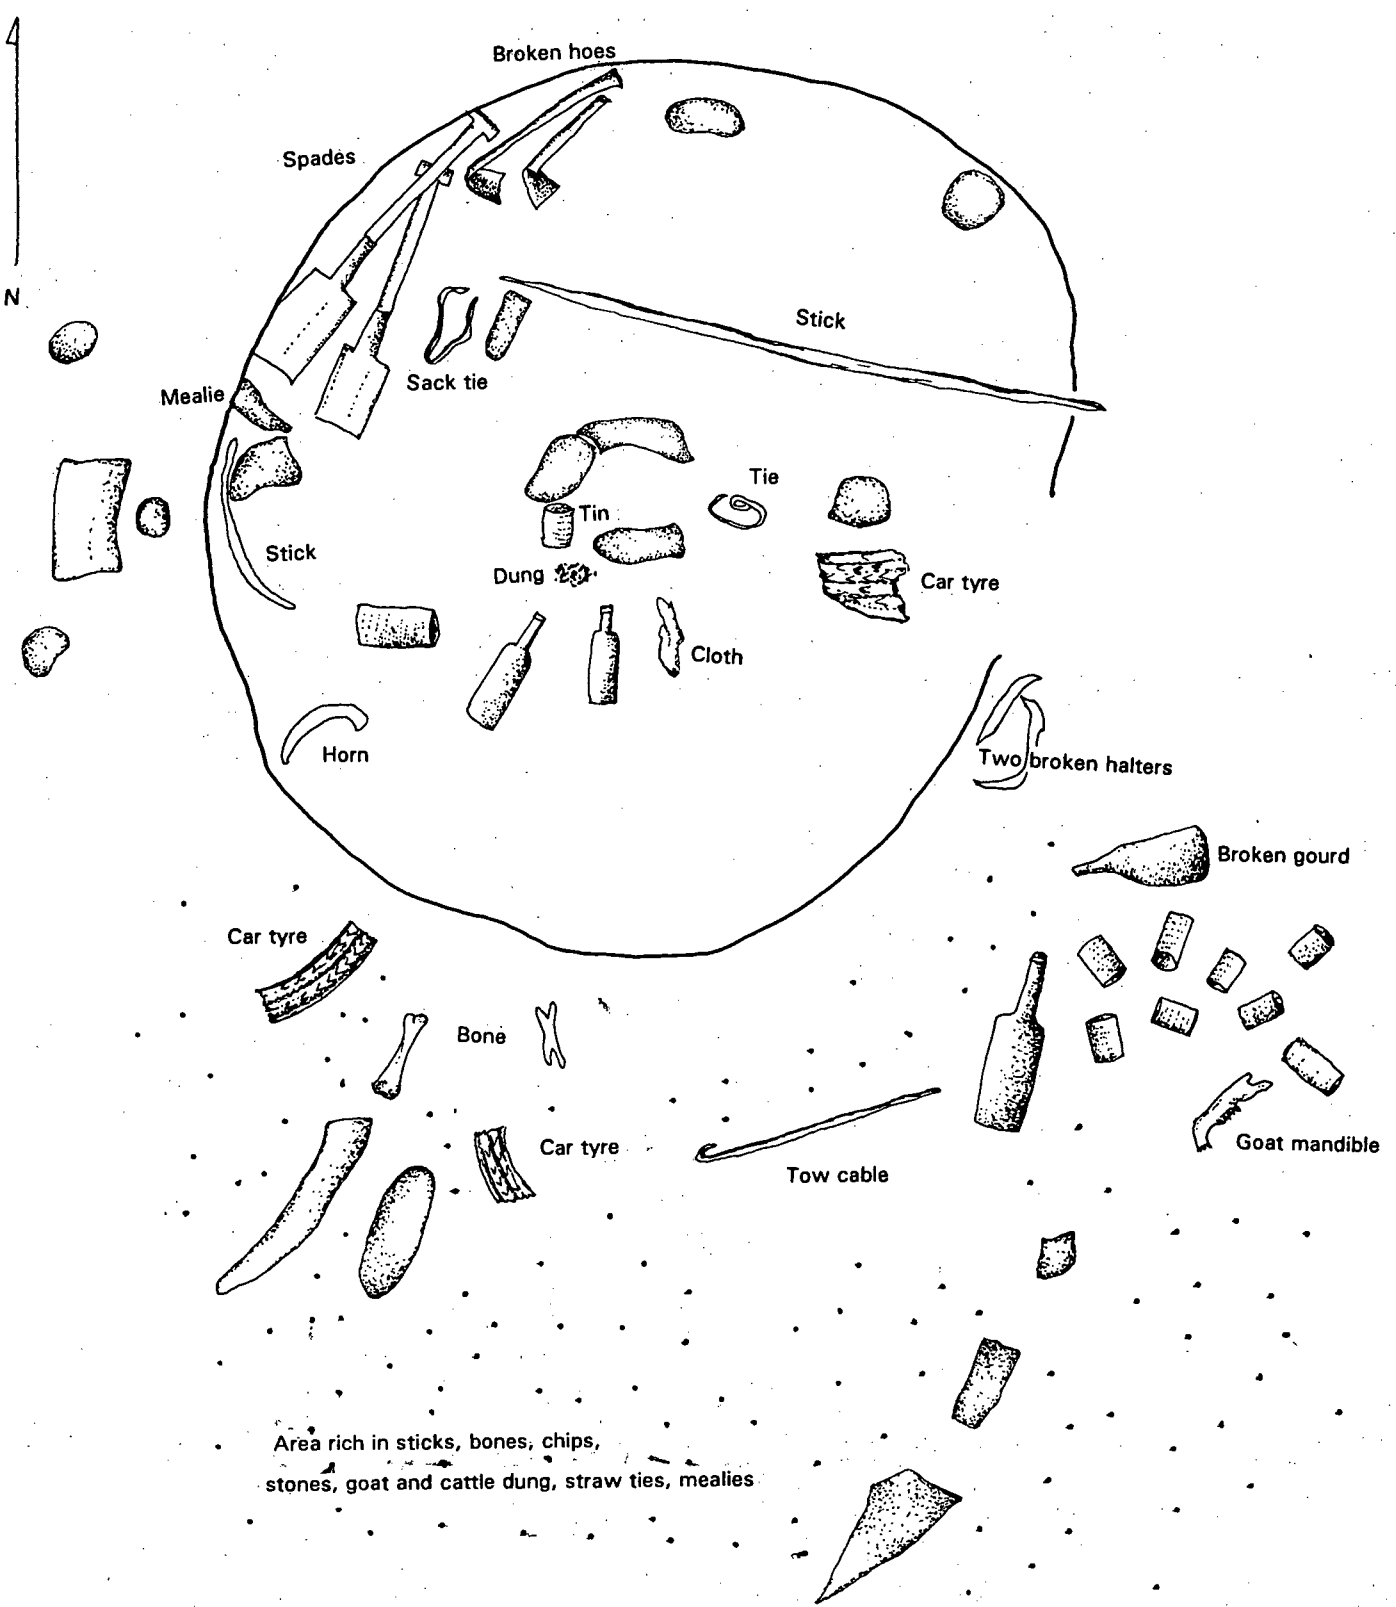 Broken hoes
Spades
N
Stick
Sack tie
Mealie
Tie
Tin
Stick
Dung
Car tyre
Cloth
Horn
Two broken halters
Broken gourd
Car tyre
Bone
Car tyre
Goat mandible
Tow cable
Area rich in sticks, bones, chips,
stones, goat and cattle dung, straw ties, mealies